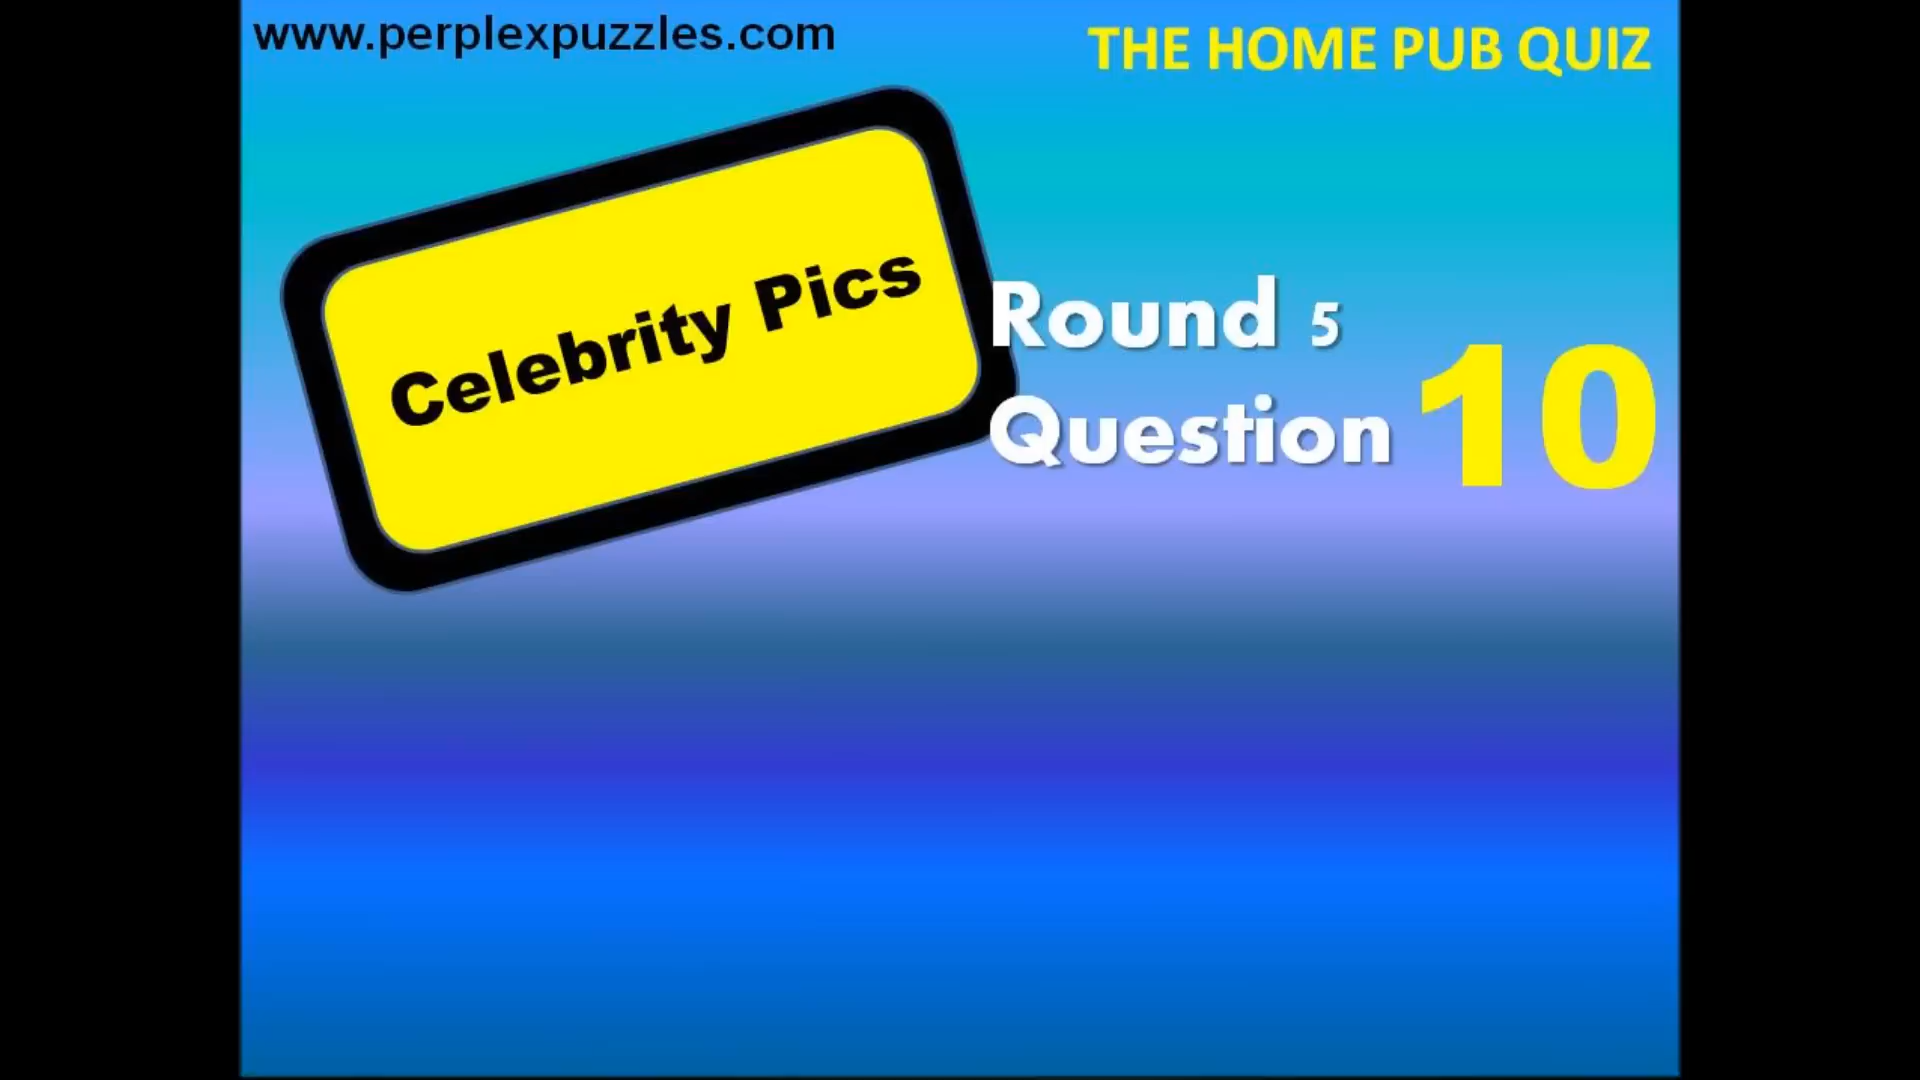 www.perplexpuzzles.com
THE HOME PUB QUIZ
Celebrity Pics
Round 5
Question 10